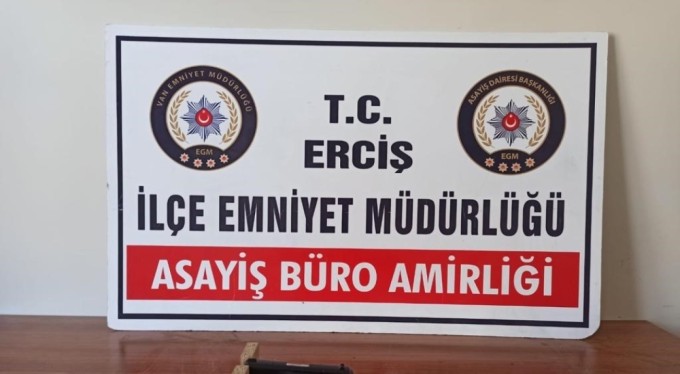 VAN EMNİYET MÜDÜRLÜĞÜ
EGM
T.C.
ASAYİŞ DAİRESİ BAŞKANLIĞI
EGM
ERCİŞ
İLÇE EMNİYET MÜDÜRLÜĞÜ
ASAYİŞ BÜRO AMİRLİĞİ